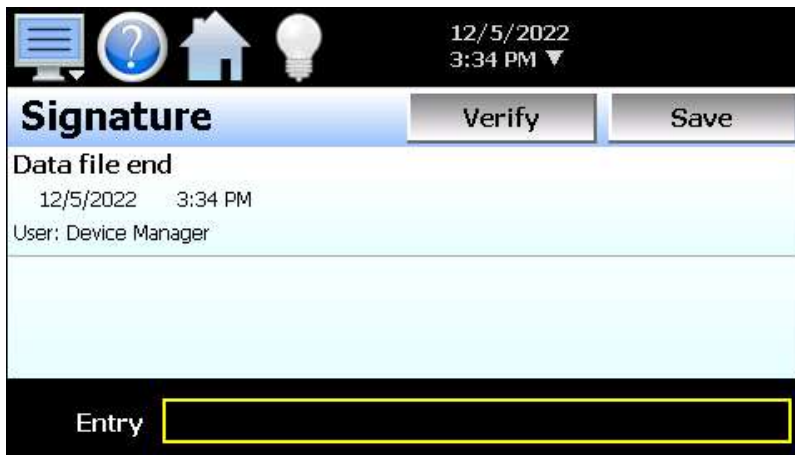 ?
12/5/2022
3:34 PM ▼
Signature
Verify
Save
Data file end
12/5/2022 3:34 PM
User: Device Manager
Entry